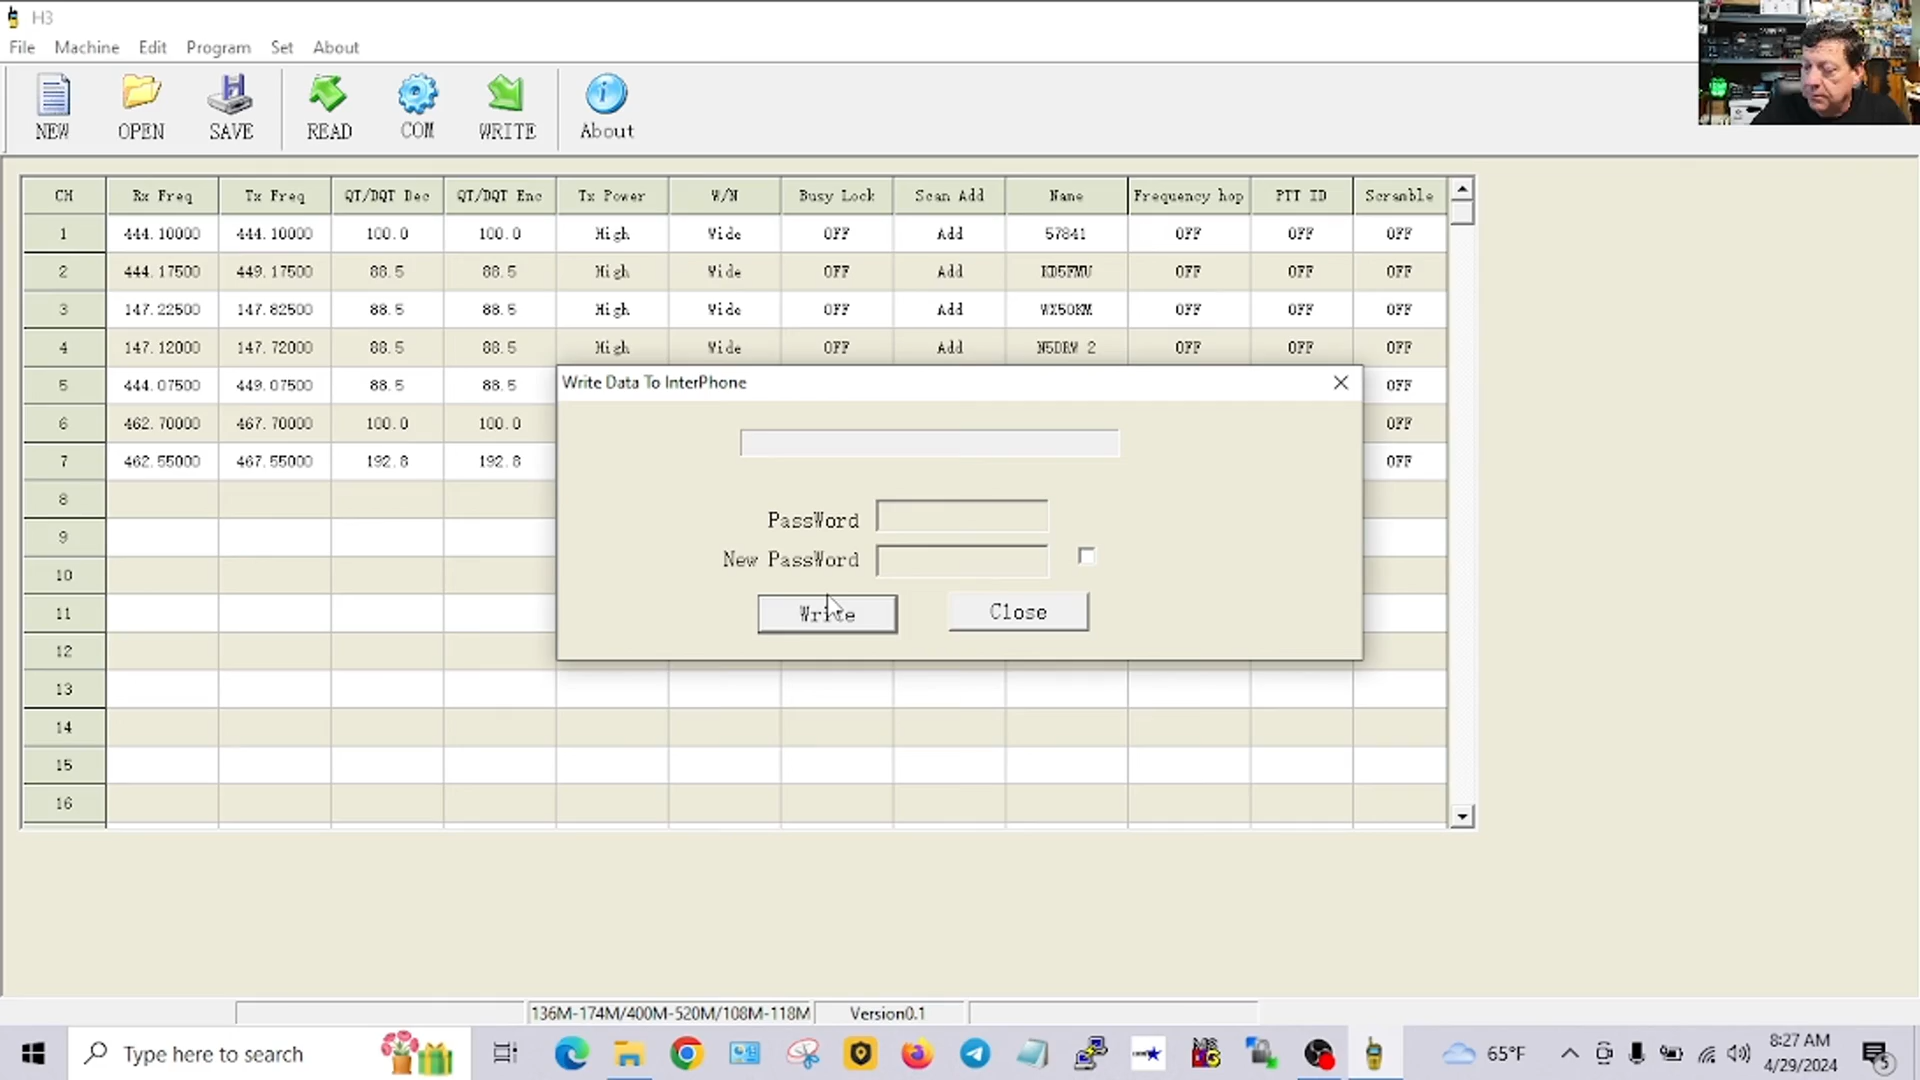 H3
File Machine Edit Program Set About
NEW OPEN SAVE READ COM WRITE About
CH Rx Freq Tx Freq QT/DQT Dec QT/DQT Enc Tx Power W/N Busy Lock Scan Add Name Frequency hop PTT ID Scramble
1 444.10000 444.10000 100.0 100.0 High Wide OFF Add 57841 OFF OFF OFF
2 444.17500 449.17500 88.5 88.5 High Wide OFF Add KD5FMU OFF OFF OFF
3 147.22500 147.82500 88.5 88.5 High Wide OFF Add WX5OKM OFF OFF OFF
4 147.12000 147.72000 88.5 88.5 High Wide OFF Add N5DRW 2 OFF OFF OFF
5 444.07500 449.07500 88.5 88.5 OFF
6 462.70000 467.70000 100.0 100.0 OFF
7 462.55000 467.55000 192.8 192.8 OFF
8
9
10
11
12
13
14
15
16
Write Data To InterPhone
PassWord
New PassWord
Write Close
136M-174M/400M-520M/108M-118M Version0.1
Type here to search
65°F
8:27 AM
4/29/2024
5